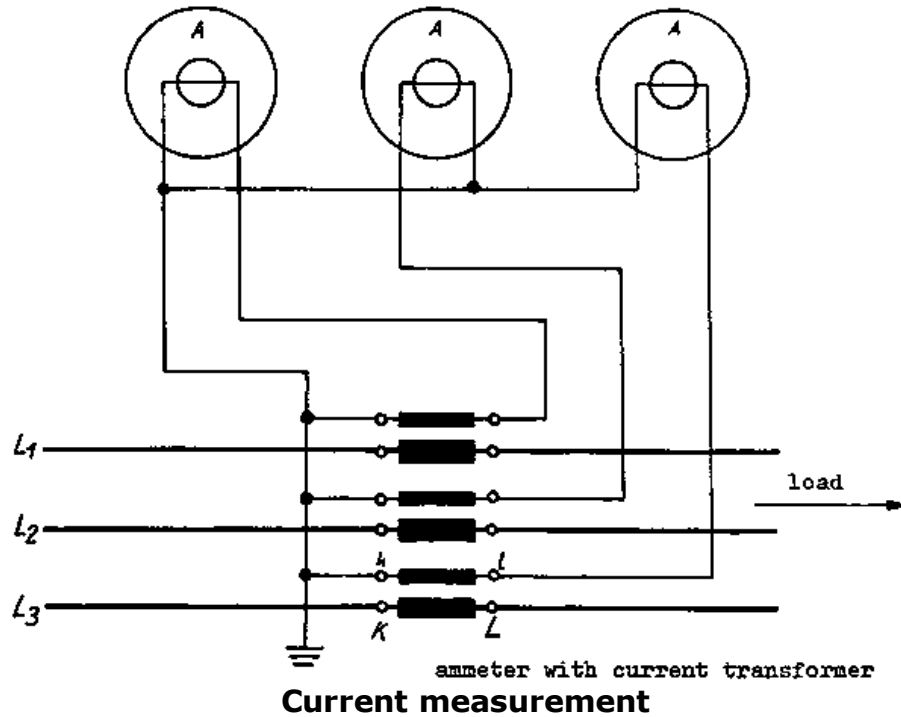 A A A
L1
load
L2
k l
L3
K L
ammeter with current transformer
Current measurement